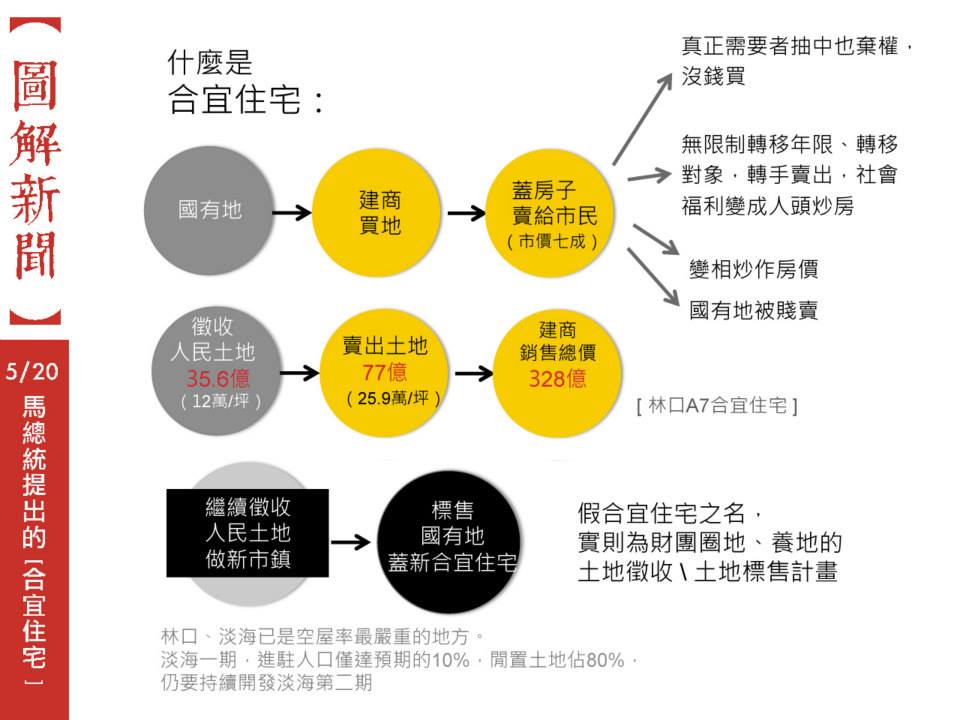 【圖解新聞】
5/20
馬總統提出的[合宜住宅]
什麼是
合宜住宅：
國有地
建商
買地
蓋房子
賣給市民
（市價七成）
真正需要者抽中也棄權，
沒錢買
無限制轉移年限、轉移
對象，轉手賣出，社會
福利變成人頭炒房
變相炒作房價
國有地被賤賣
徵收
人民土地
35.6億
（12萬/坪）
賣出土地
77億
（25.9萬/坪）
建商
銷售總價
328億
[ 林口A7合宜住宅 ]
繼續徵收
人民土地
做新市鎮
標售
國有地
蓋新合宜住宅
假合宜住宅之名，
實則為財團圈地、養地的
土地徵收 \ 土地標售計畫
林口、淡海已是空屋率最嚴重的地方。
淡海一期，進駐人口僅達預期的10%，閒置土地佔80%，
仍要持續開發淡海第二期